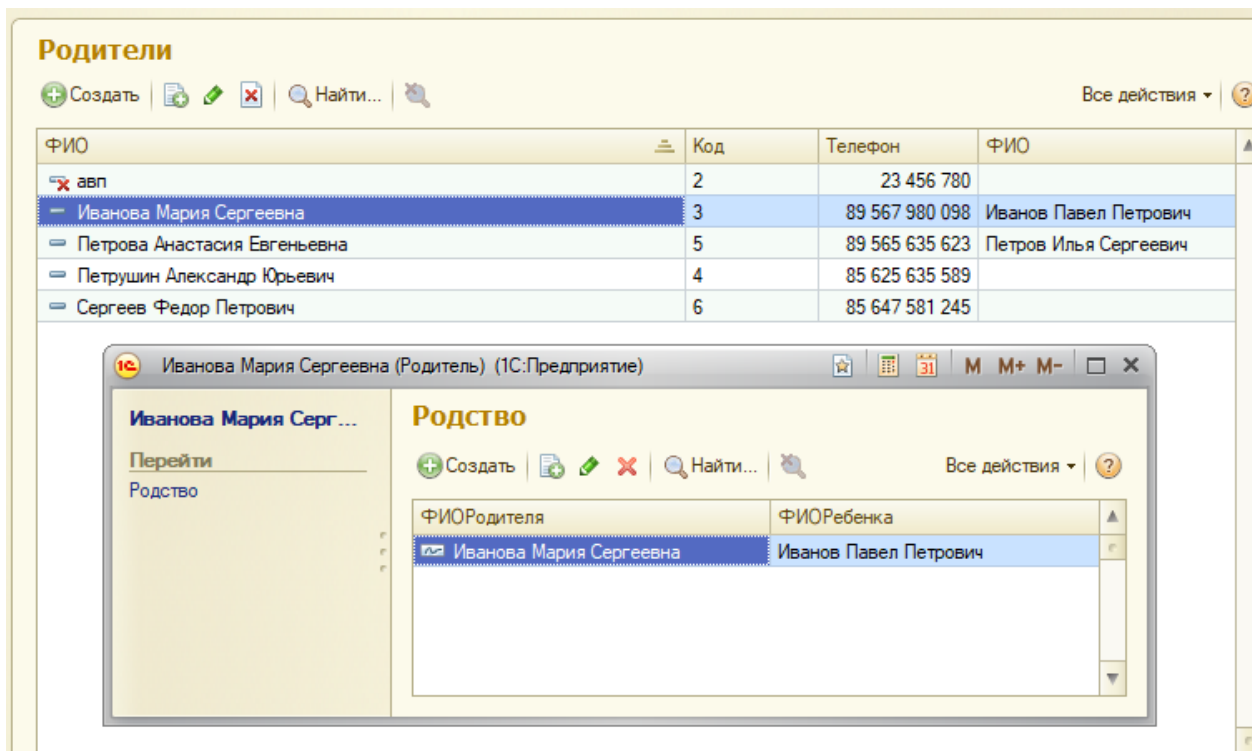 Родители
Создать Найти... Все действия ?
ФИО Код Телефон ФИО
авп 2 23 456 780
Иванова Мария Сергеевна 3 89 567 980 098 Иванов Павел Петрович
Петрова Анастасия Евгеньевна 5 89 565 635 623 Петров Илья Сергеевич
Петрушин Александр Юрьевич 4 85 625 635 589
Сергеев Федор Петрович 6 85 647 581 245
1С Иванова Мария Сергеевна (Родитель) (1С:Предприятие) 31 M M+ M-
Иванова Мария Серг...
Перейти
Родство
Родство
Создать Найти... Все действия ?
ФИОРодителя ФИОРебенка
Иванова Мария Сергеевна Иванов Павел Петрович